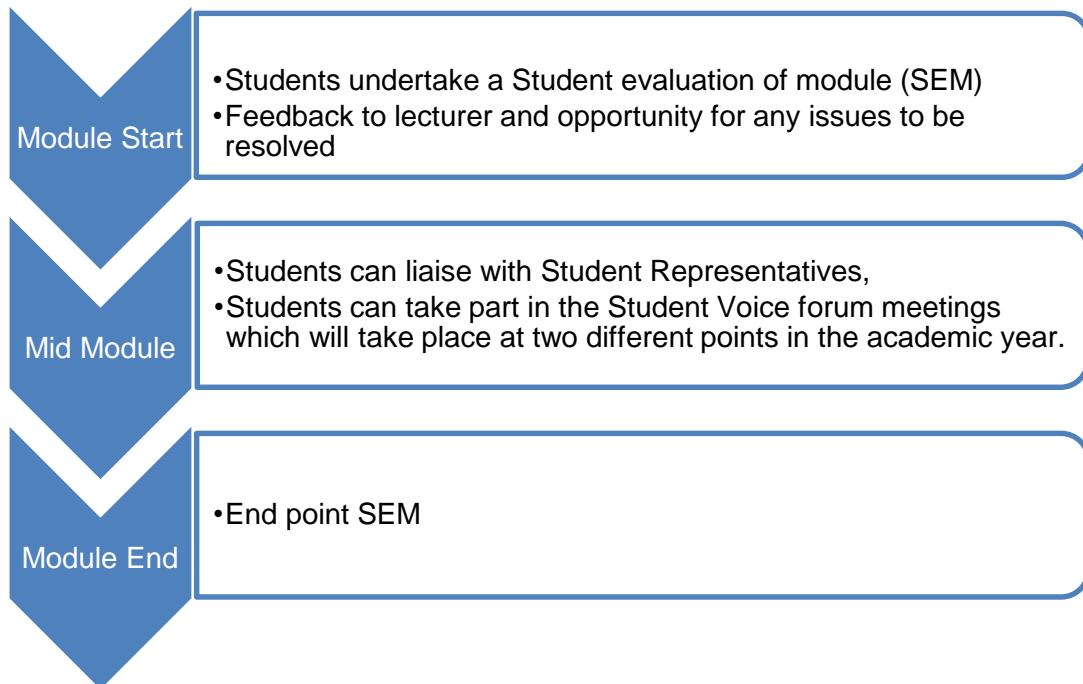 Module Start
•Students undertake a Student evaluation of module (SEM)
•Feedback to lecturer and opportunity for any issues to be
resolved
Mid Module
•Students can liaise with Student Representatives,
•Students can take part in the Student Voice forum meetings
which will take place at two different points in the academic year.
Module End
•End point SEM